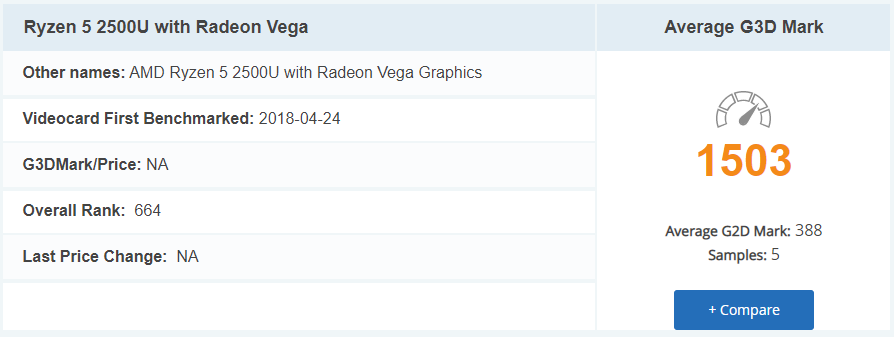 Ryzen 5 2500U with Radeon Vega
Average G3D Mark
Other names: AMD Ryzen 5 2500U with Radeon Vega Graphics
Videocard First Benchmarked: 2018-04-24
G3DMark/Price: NA
Overall Rank: 664
Last Price Change: NA
1503
Average G2D Mark: 388
Samples: 5
+ Compare